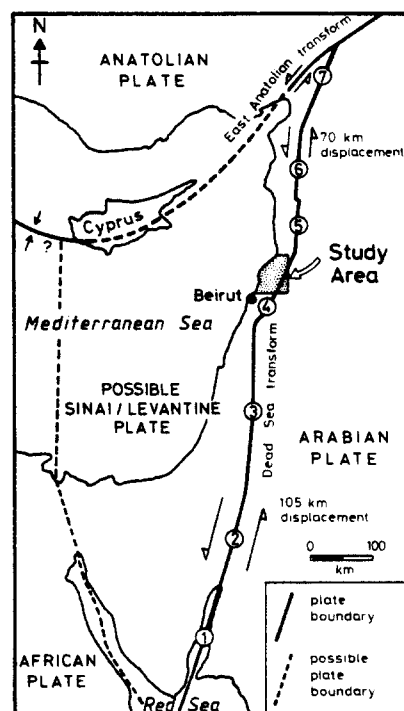 N
ANATOLIAN
PLATE
East Anatolian transform
7
70 km
displacement
6
Cyprus
5
?
Study
Area
Beirut
4
Mediterranean Sea
Dead Sea transform
POSSIBLE
SINAI/LEVANTINE
PLATE
3
ARABIAN
PLATE
105 km
displacement
2
0 100
km
1
plate
boundary
AFRICAN
PLATE
possible
plate
boundary
Red Sea